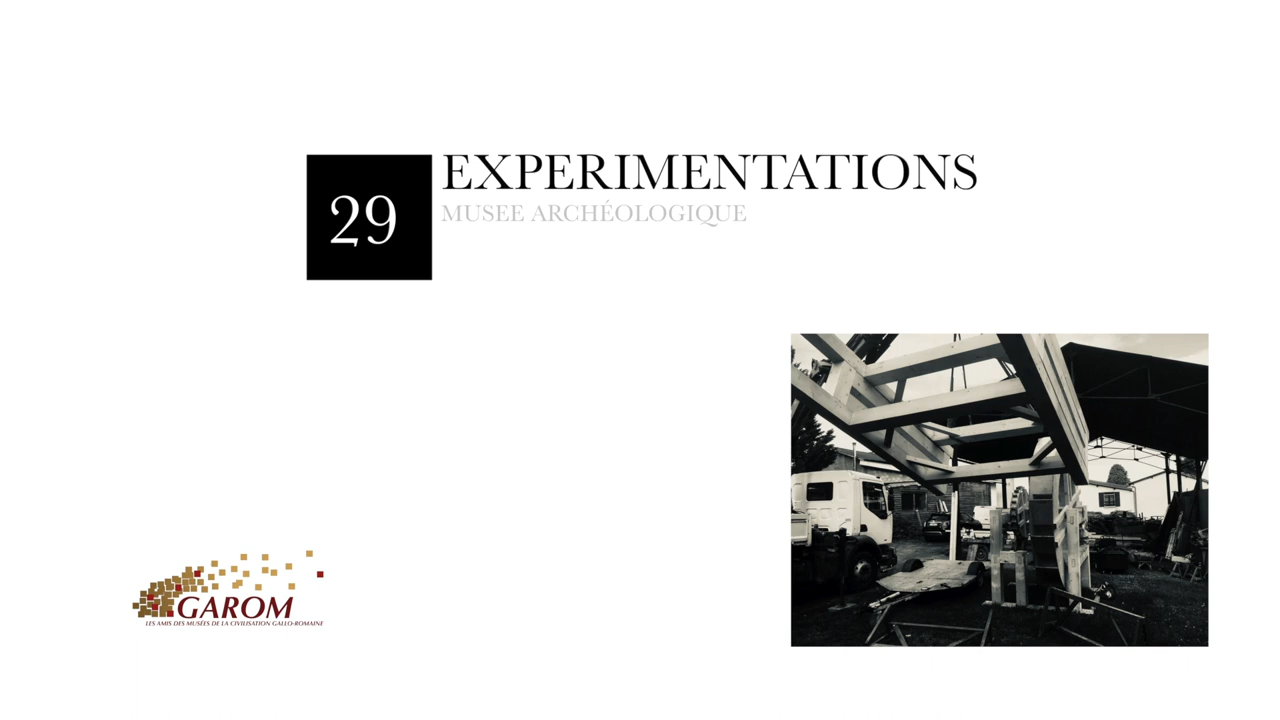 29
EXPERIMENTATIONS
MUSEE ARCHÉOLOGIQUE
GAROM
LES AMIS DES MUSÉES DE LA CIVILISATION GALLO-ROMAINE